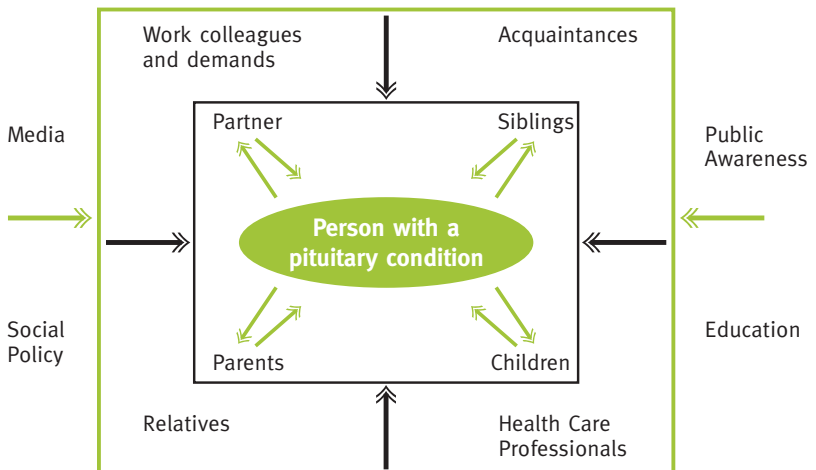 Work colleagues
and demands
Acquaintances
Media
Partner
Siblings
Public
Awareness
Person with a
pituitary condition
Social
Policy
Parents
Children
Education
Relatives
Health Care
Professionals